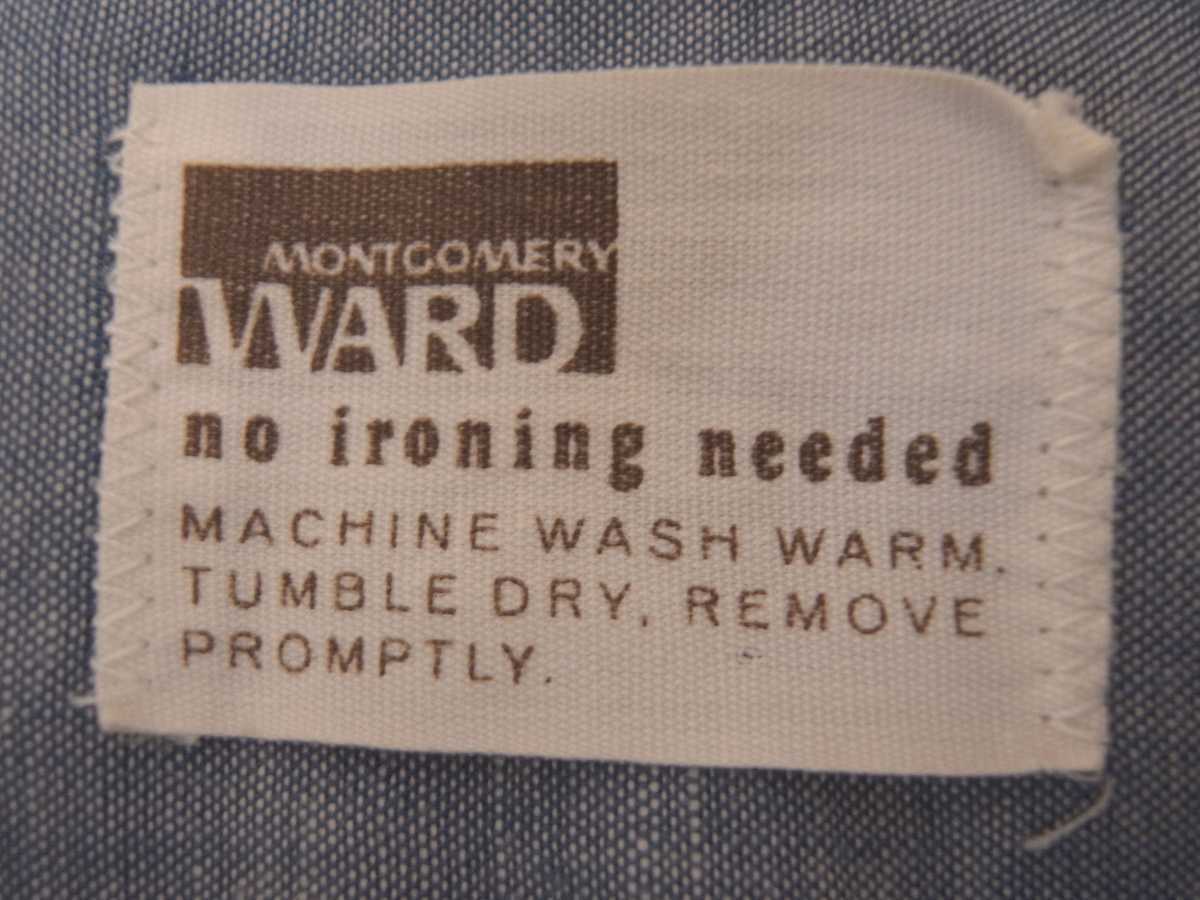 MONTGOMERY
WARD
no ironing needed
MACHINE WASH WARM.
TUMBLE DRY, REMOVE
PROMPTLY.